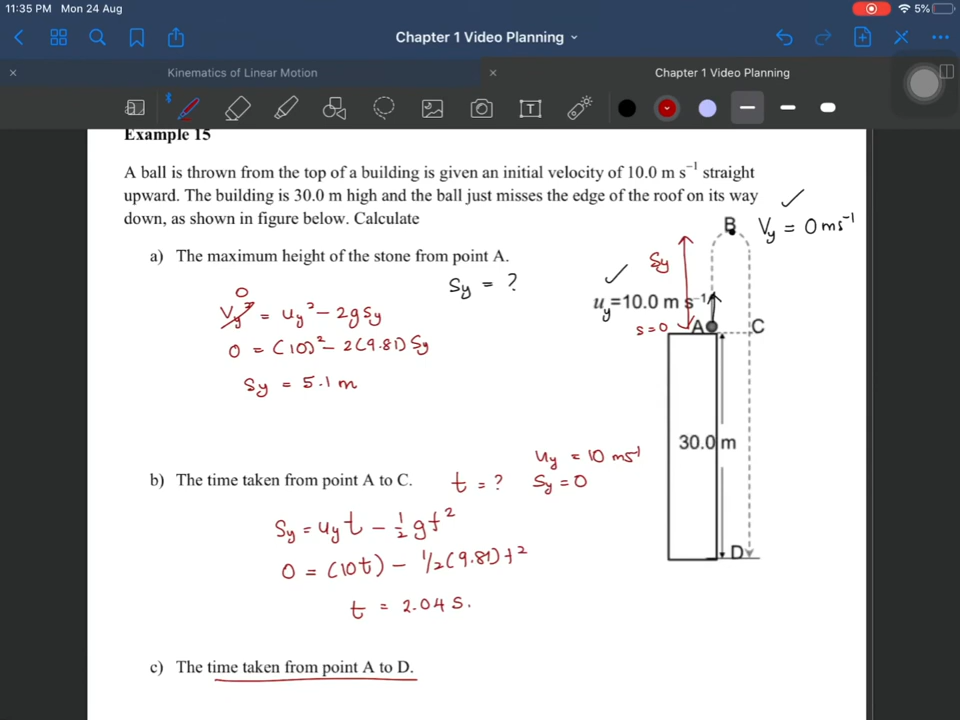 11:35 PM Mon 24 Aug
5%
Chapter 1 Video Planning
Kinematics of Linear Motion
Chapter 1 Video Planning
T
Example 15
A ball is thrown from the top of a building is given an initial velocity of 10.0 m s⁻¹ straight
upward. The building is 30.0 m high and the ball just misses the edge of the roof on its way
down, as shown in figure below. Calculate
B Vy = 0 ms⁻¹
a) The maximum height of the stone from point A.
Sy = ?
Sy
uy=10.0 m s⁻¹
s=0 A C
0
Vy² = uy² − 2gSy
0 = (10)² − 2(9.81) Sy
Sy = 5.1 m
30.0 m
uy = 10 ms⁻¹
b) The time taken from point A to C. t = ? Sy = 0
Sy = uy t − ½ g t²
0 = (10t) − 1/2 (9.81) t²
D
t = 2.04 s.
c) The time taken from point A to D.